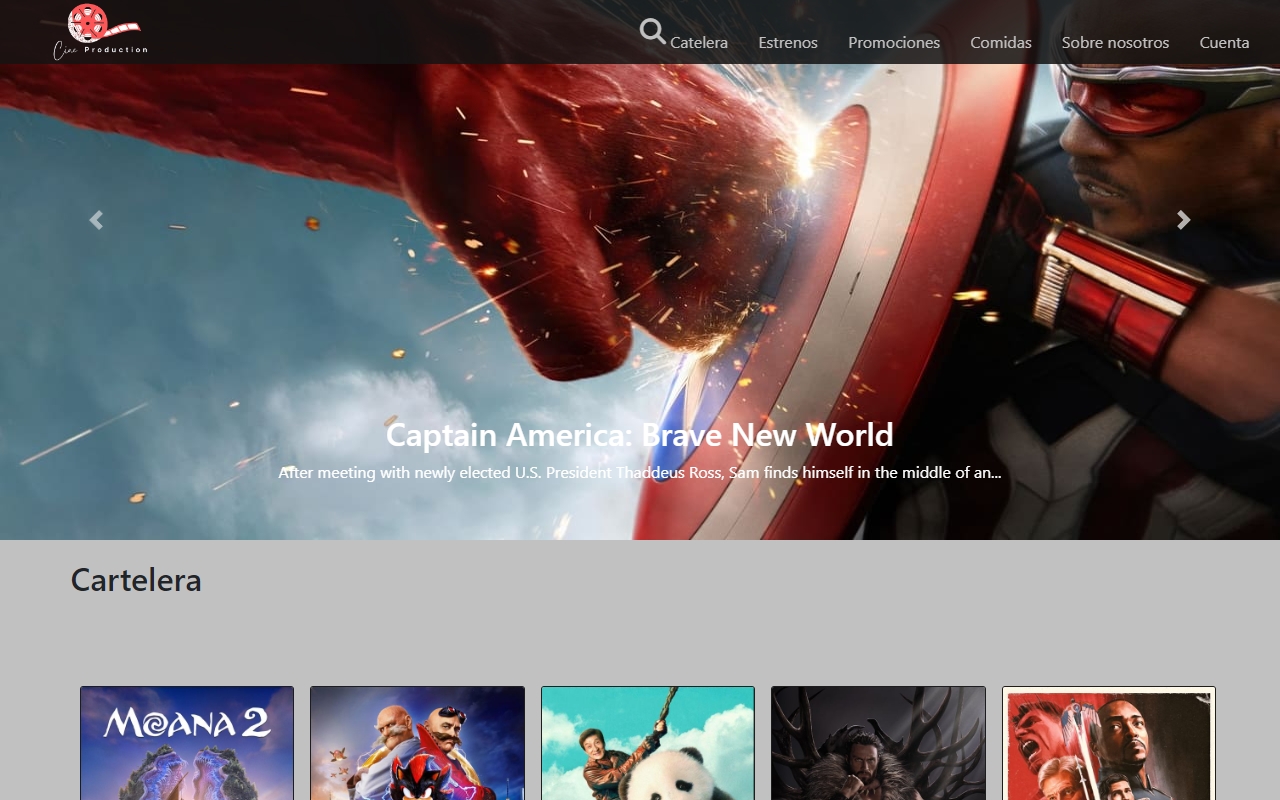 Cine Production
Catelera
Estrenos
Promociones
Comidas
Sobre nosotros
Cuenta
Captain America: Brave New World
After meeting with newly elected U.S. President Thaddeus Ross, Sam finds himself in the middle of an...
Cartelera
MOANA 2